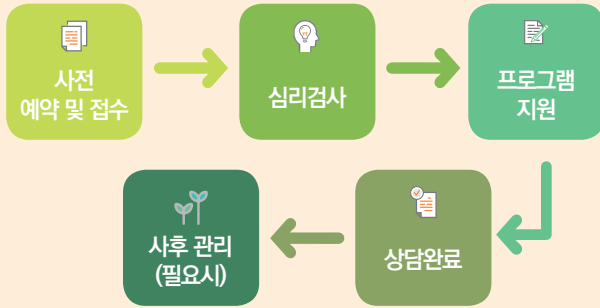 사전
예약 및 접수
심리검사
프로그램
지원
상담완료
사후 관리
(필요시)